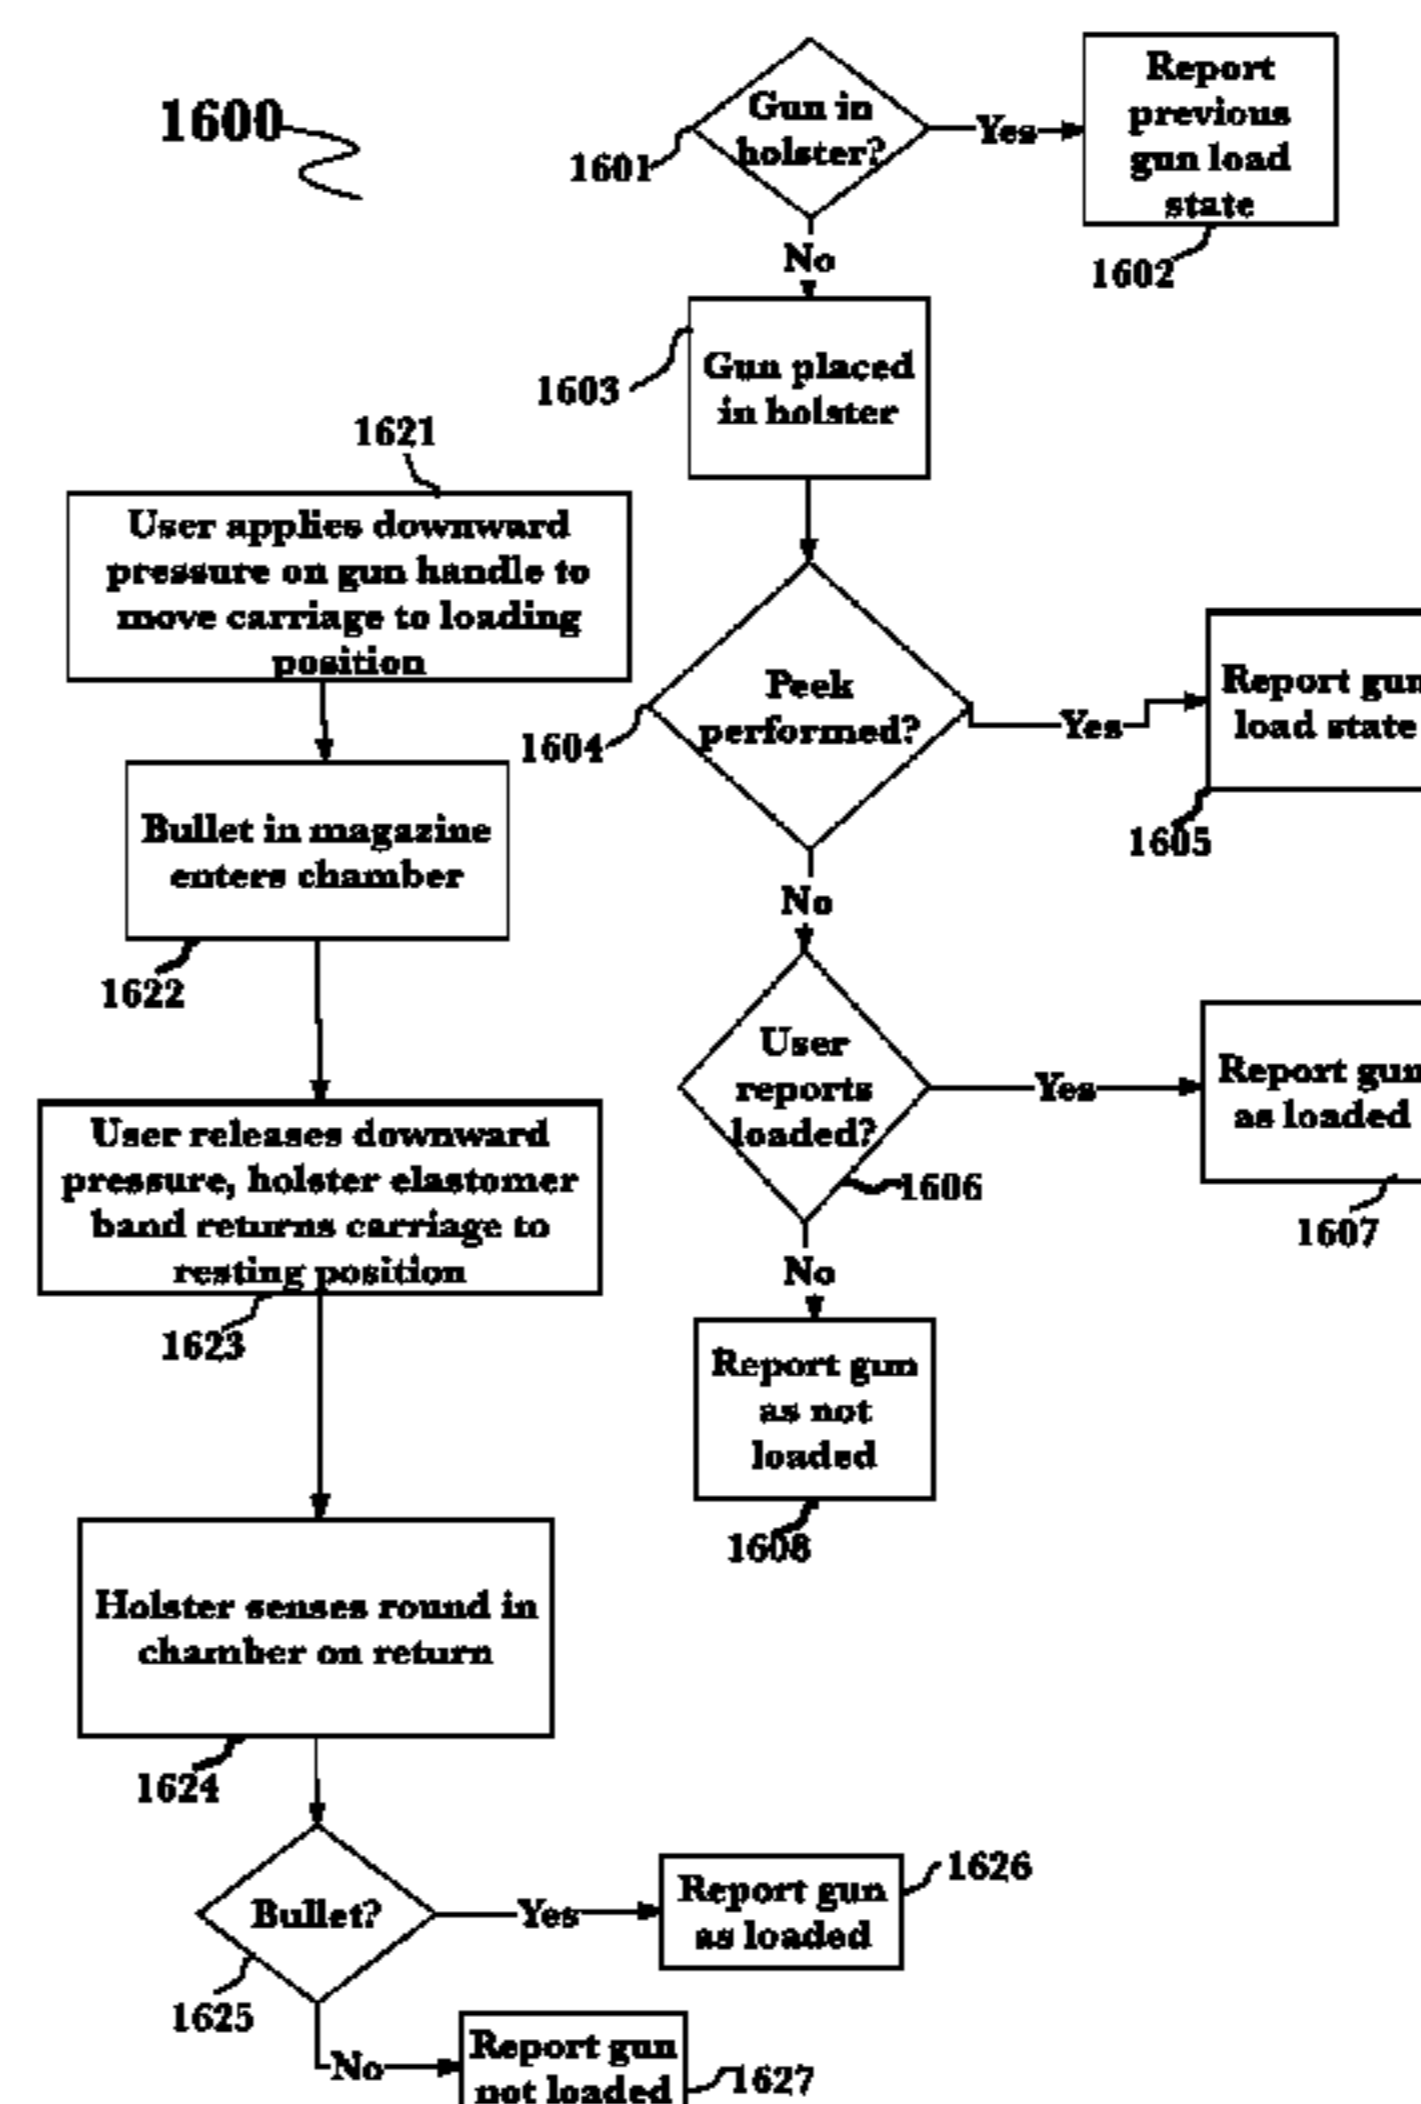 1600
Gun in
holster?
1601
Yes
Report
previous
gun load
state
1602
No
Gun placed
in holster
1603
Peek
performed?
1604
Yes
Report gun
load state
1605
No
User
reports
loaded?
1606
Yes
Report gun
as loaded
1607
No
Report gun
as not
loaded
1608
1621
User applies downward
pressure on gun handle to
move carriage to loading
position
Bullet in magazine
enters chamber
1622
User releases downward
pressure, holster elastomer
band returns carriage to
resting position
1623
Holster senses round in
chamber on return
1624
Bullet?
1625
Yes
Report gun
as loaded
1626
No
Report gun
not loaded
1627